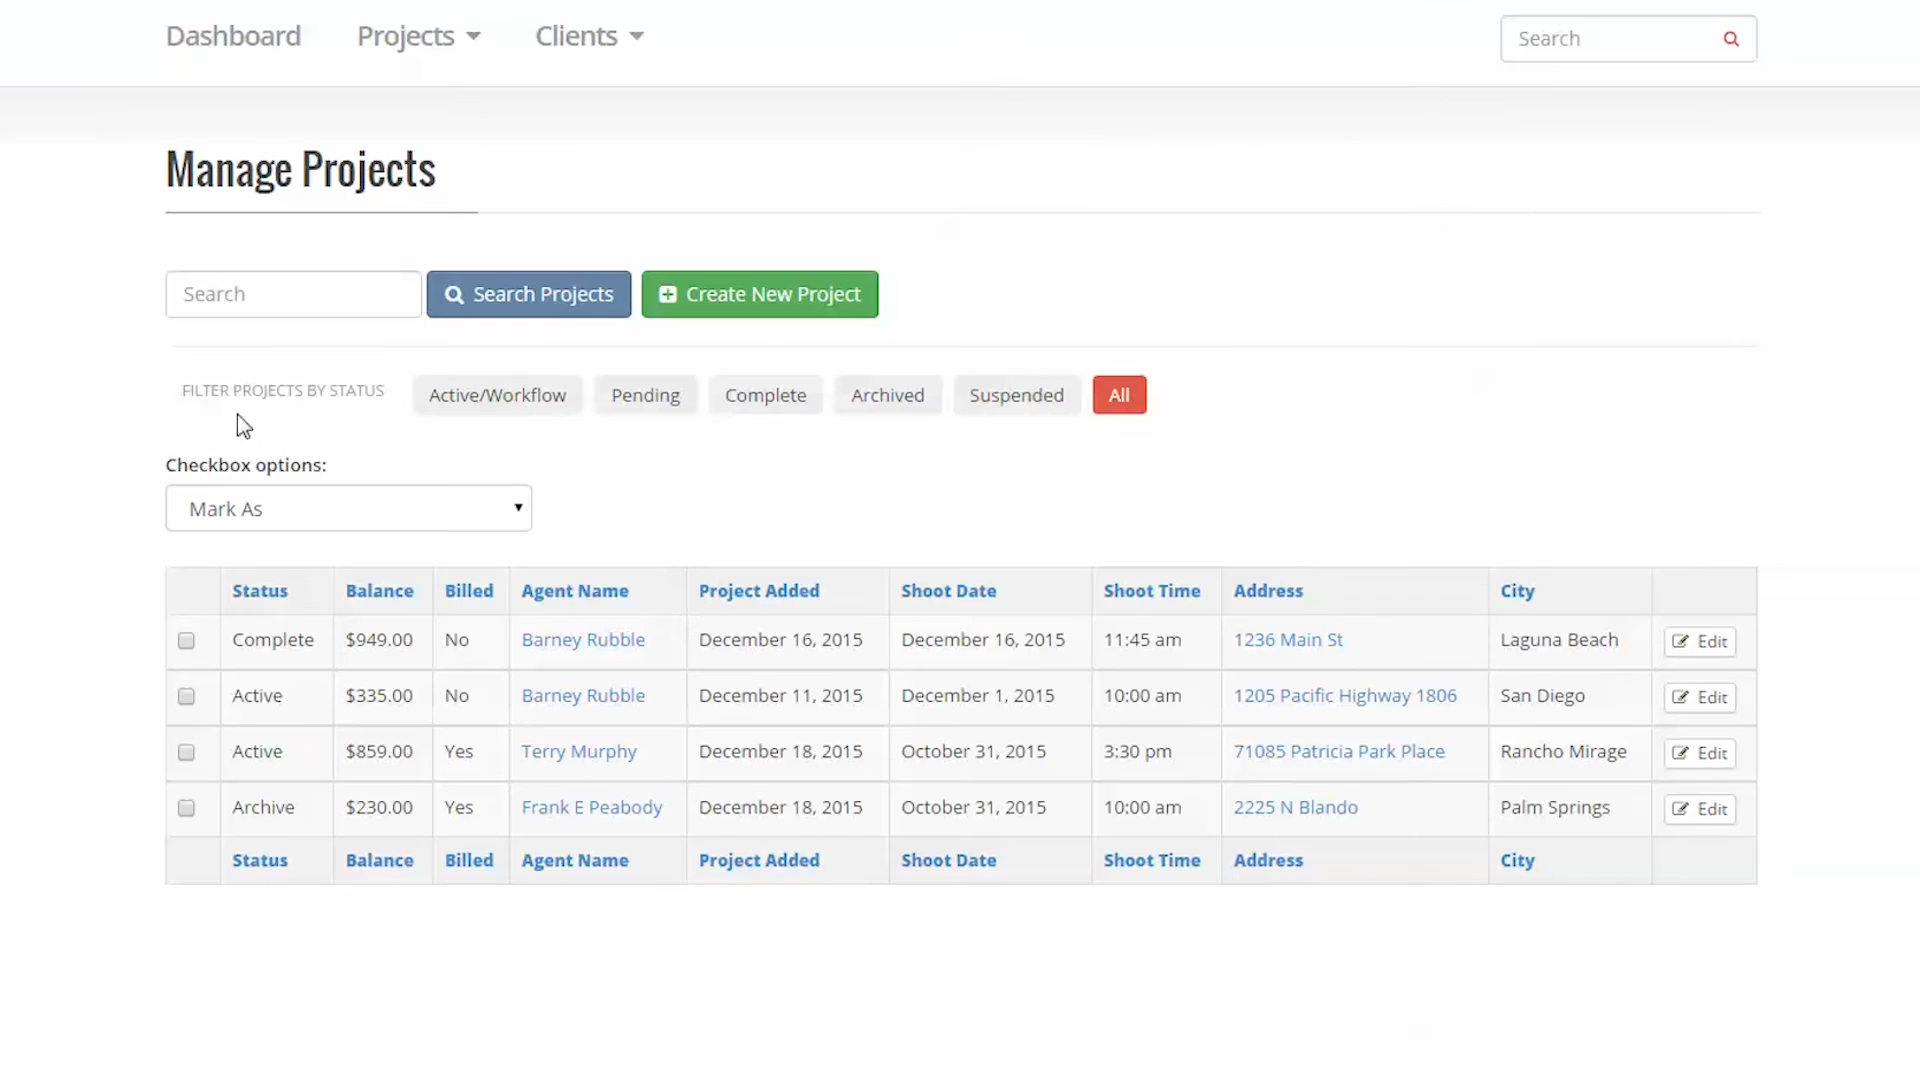 Dashboard Projects Clients Search
Manage Projects
Search Search Projects Create New Project
FILTER PROJECTS BY STATUS Active/Workflow Pending Complete Archived Suspended All
Checkbox options:
Mark As
Status Balance Billed Agent Name Project Added Shoot Date Shoot Time Address City
Complete $949.00 No Barney Rubble December 16, 2015 December 16, 2015 11:45 am 1236 Main St Laguna Beach Edit
Active $335.00 No Barney Rubble December 11, 2015 December 1, 2015 10:00 am 1205 Pacific Highway 1806 San Diego Edit
Active $859.00 Yes Terry Murphy December 18, 2015 October 31, 2015 3:30 pm 71085 Patricia Park Place Rancho Mirage Edit
Archive $230.00 Yes Frank E Peabody December 18, 2015 October 31, 2015 10:00 am 2225 N Blando Palm Springs Edit
Status Balance Billed Agent Name Project Added Shoot Date Shoot Time Address City